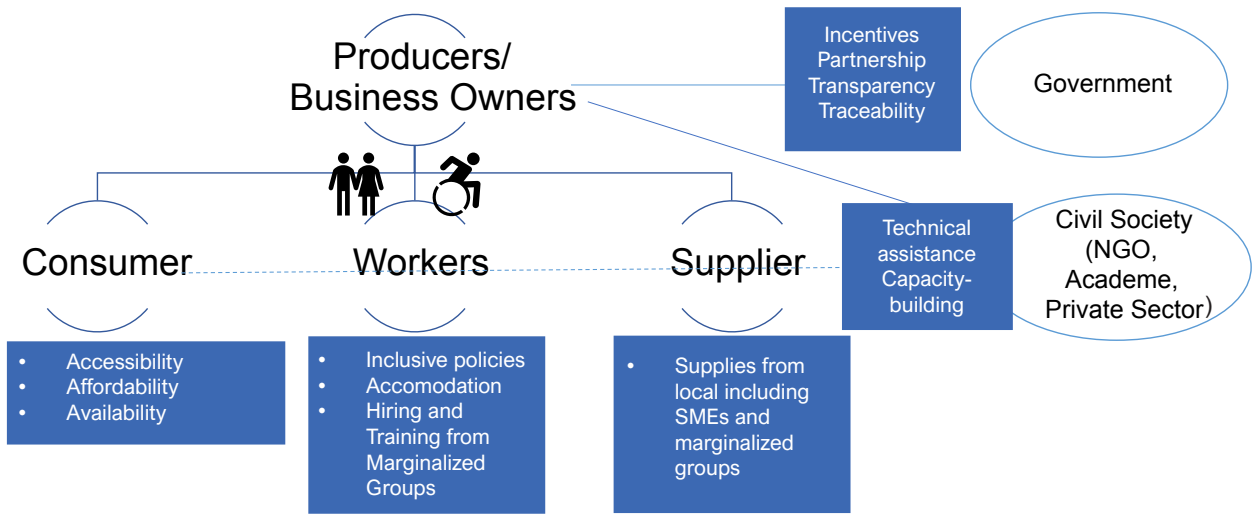 Producers/
Business Owners
Incentives
Partnership
Transparency
Traceability
Government
Consumer
Workers
Supplier
Technical
assistance
Capacity-
building
Civil Society
(NGO,
Academe,
Private Sector)
• Accessibility
• Affordability
• Availability
• Inclusive policies
• Accomodation
• Hiring and
Training from
Marginalized
Groups
• Supplies from
local including
SMEs and
marginalized
groups